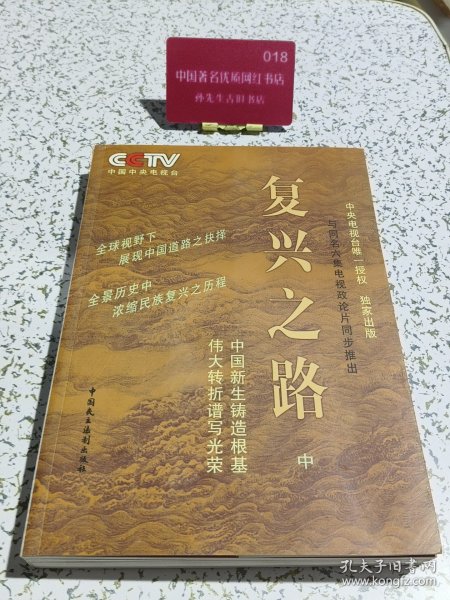 018
中国著名优质网红书店
孙先生古旧书店
CCTV
中国中央电视台
复兴之路
中
中央电视台唯一授权 独家出版
与同名六集电视政论片同步推出
全球视野下
展现中国道路之抉择
全景历史中
浓缩民族复兴之历程
中国新生铸造根基
伟大转折谱写光荣
中国民主法制出版社
孔夫子旧书网
www.kongfz.com